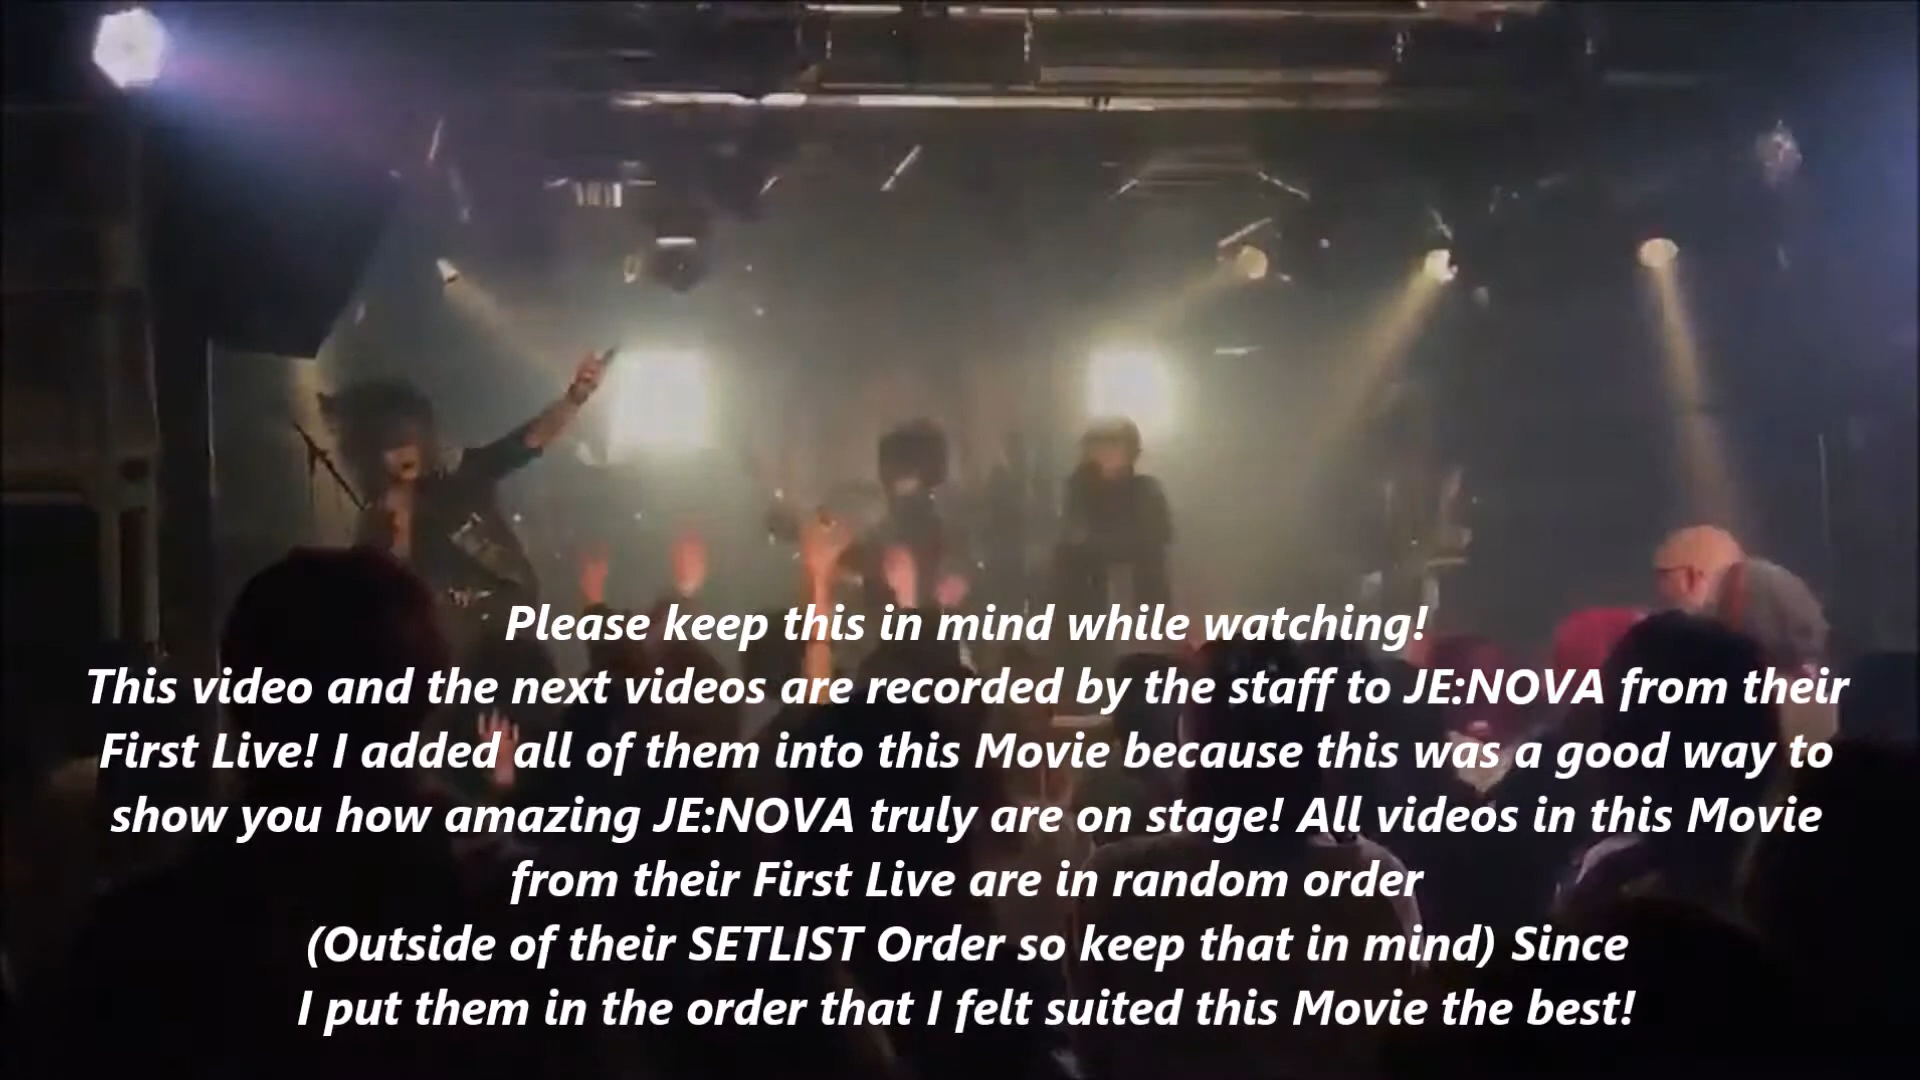 Please keep this in mind while watching!
This video and the next videos are recorded by the staff to JE:NOVA from their
First Live! I added all of them into this Movie because this was a good way to
show you how amazing JE:NOVA truly are on stage! All videos in this Movie
from their First Live are in random order
(Outside of their SETLIST Order so keep that in mind) Since
I put them in the order that I felt suited this Movie the best!